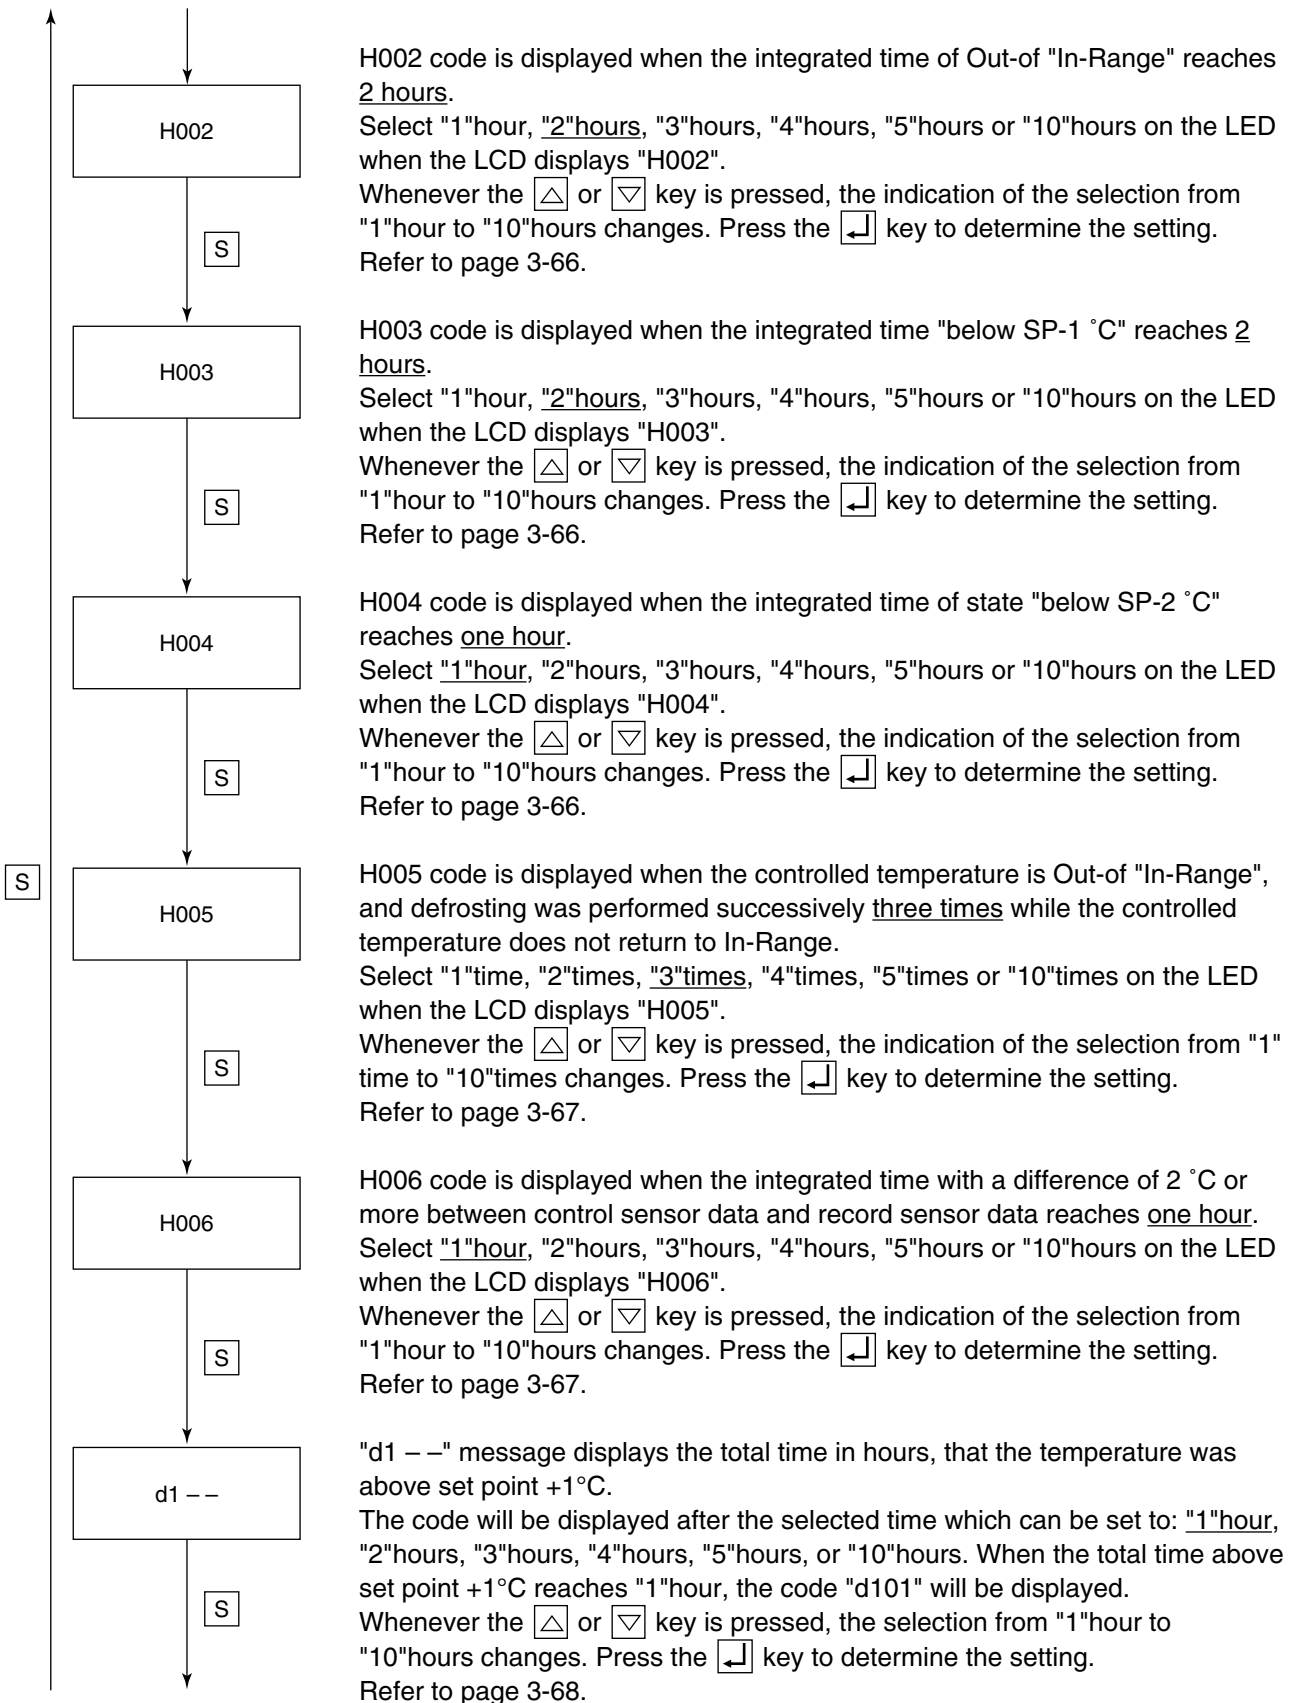 H002 code is displayed when the integrated time of Out-of "In-Range" reaches
2 hours.
H002
Select "1"hour, "2"hours, "3"hours, "4"hours, "5"hours or "10"hours on the LED
when the LCD displays "H002".
Whenever the △ or ▽ key is pressed, the indication of the selection from
"1"hour to "10"hours changes. Press the ↵ key to determine the setting.
S
Refer to page 3-66.
H003 code is displayed when the integrated time "below SP-1 ˚C" reaches 2
hours.
H003
Select "1"hour, "2"hours, "3"hours, "4"hours, "5"hours or "10"hours on the LED
when the LCD displays "H003".
Whenever the △ or ▽ key is pressed, the indication of the selection from
"1"hour to "10"hours changes. Press the ↵ key to determine the setting.
S
Refer to page 3-66.
H004 code is displayed when the integrated time of state "below SP-2 ˚C"
reaches one hour.
H004
Select "1"hour, "2"hours, "3"hours, "4"hours, "5"hours or "10"hours on the LED
when the LCD displays "H004".
Whenever the △ or ▽ key is pressed, the indication of the selection from
"1"hour to "10"hours changes. Press the ↵ key to determine the setting.
S
Refer to page 3-66.
S
H005 code is displayed when the controlled temperature is Out-of "In-Range",
and defrosting was performed successively three times while the controlled
H005
temperature does not return to In-Range.
Select "1"time, "2"times, "3"times, "4"times, "5"times or "10"times on the LED
when the LCD displays "H005".
Whenever the △ or ▽ key is pressed, the indication of the selection from "1"
S
time to "10"times changes. Press the ↵ key to determine the setting.
Refer to page 3-67.
H006 code is displayed when the integrated time with a difference of 2 ˚C or
more between control sensor data and record sensor data reaches one hour.
H006
Select "1"hour, "2"hours, "3"hours, "4"hours, "5"hours or "10"hours on the LED
when the LCD displays "H006".
Whenever the △ or ▽ key is pressed, the indication of the selection from
"1"hour to "10"hours changes. Press the ↵ key to determine the setting.
S
Refer to page 3-67.
"d1 – –" message displays the total time in hours, that the temperature was
above set point +1°C.
d1 – –
The code will be displayed after the selected time which can be set to: "1"hour,
"2"hours, "3"hours, "4"hours, "5"hours, or "10"hours. When the total time above
set point +1°C reaches "1"hour, the code "d101" will be displayed.
S
Whenever the △ or ▽ key is pressed, the selection from "1"hour to
"10"hours changes. Press the ↵ key to determine the setting.
Refer to page 3-68.